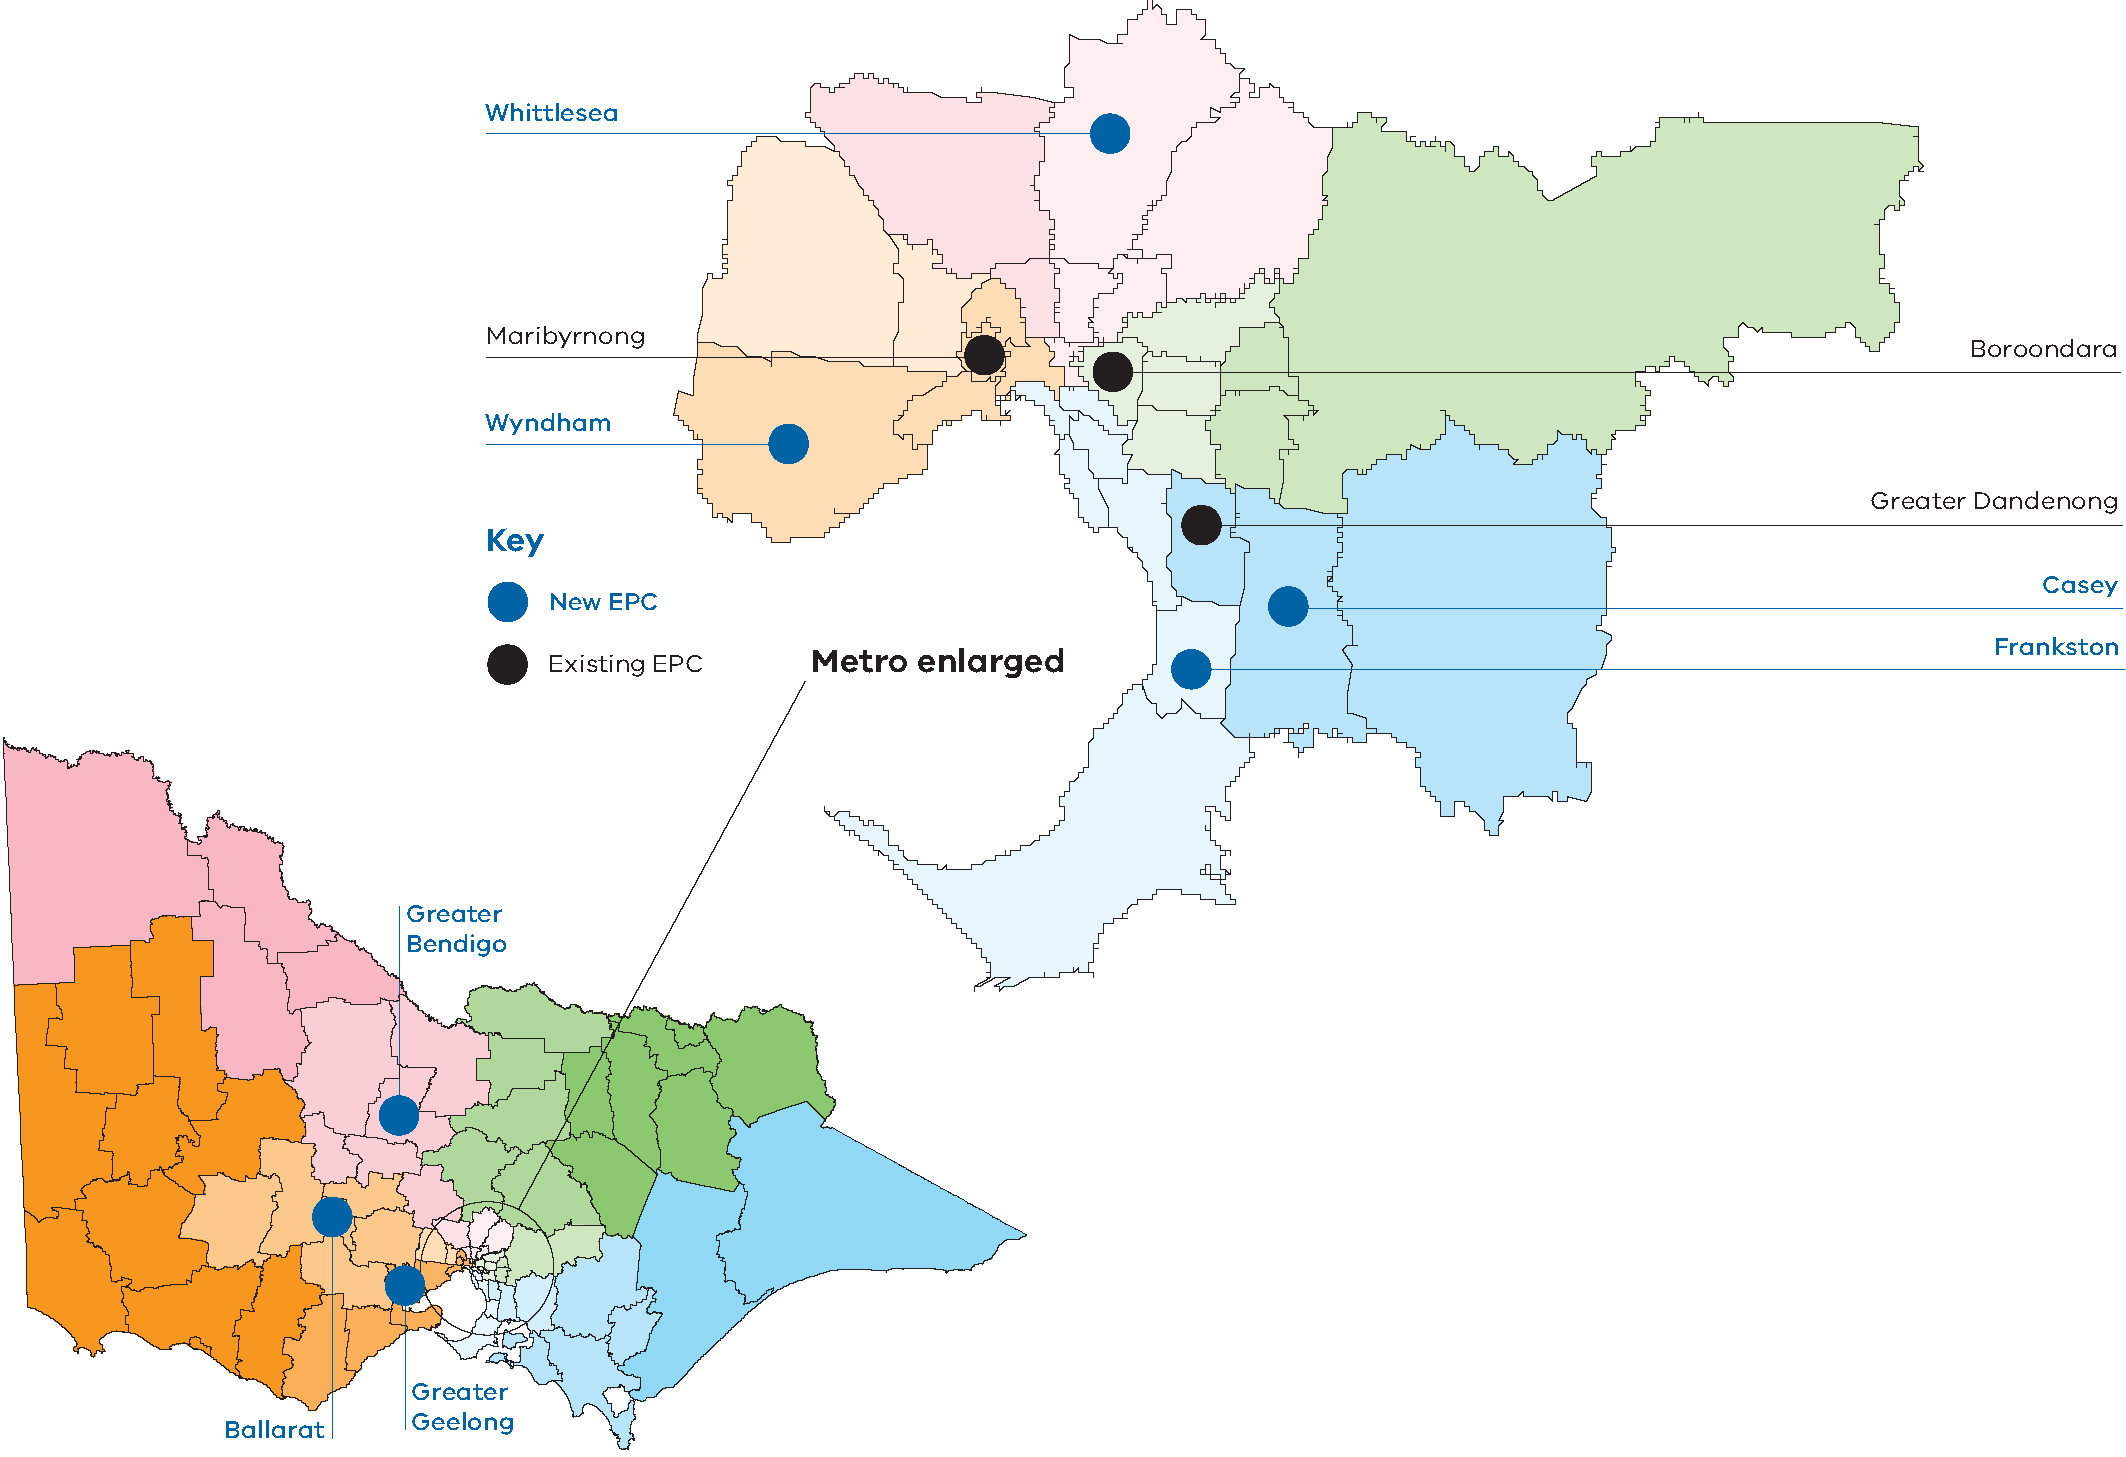 Whittlesea
Maribyrnong
Boroondara
Wyndham
Greater Dandenong
Key
New EPC
Casey
Existing EPC
Metro enlarged
Frankston
Greater
Bendigo
Greater
Geelong
Ballarat